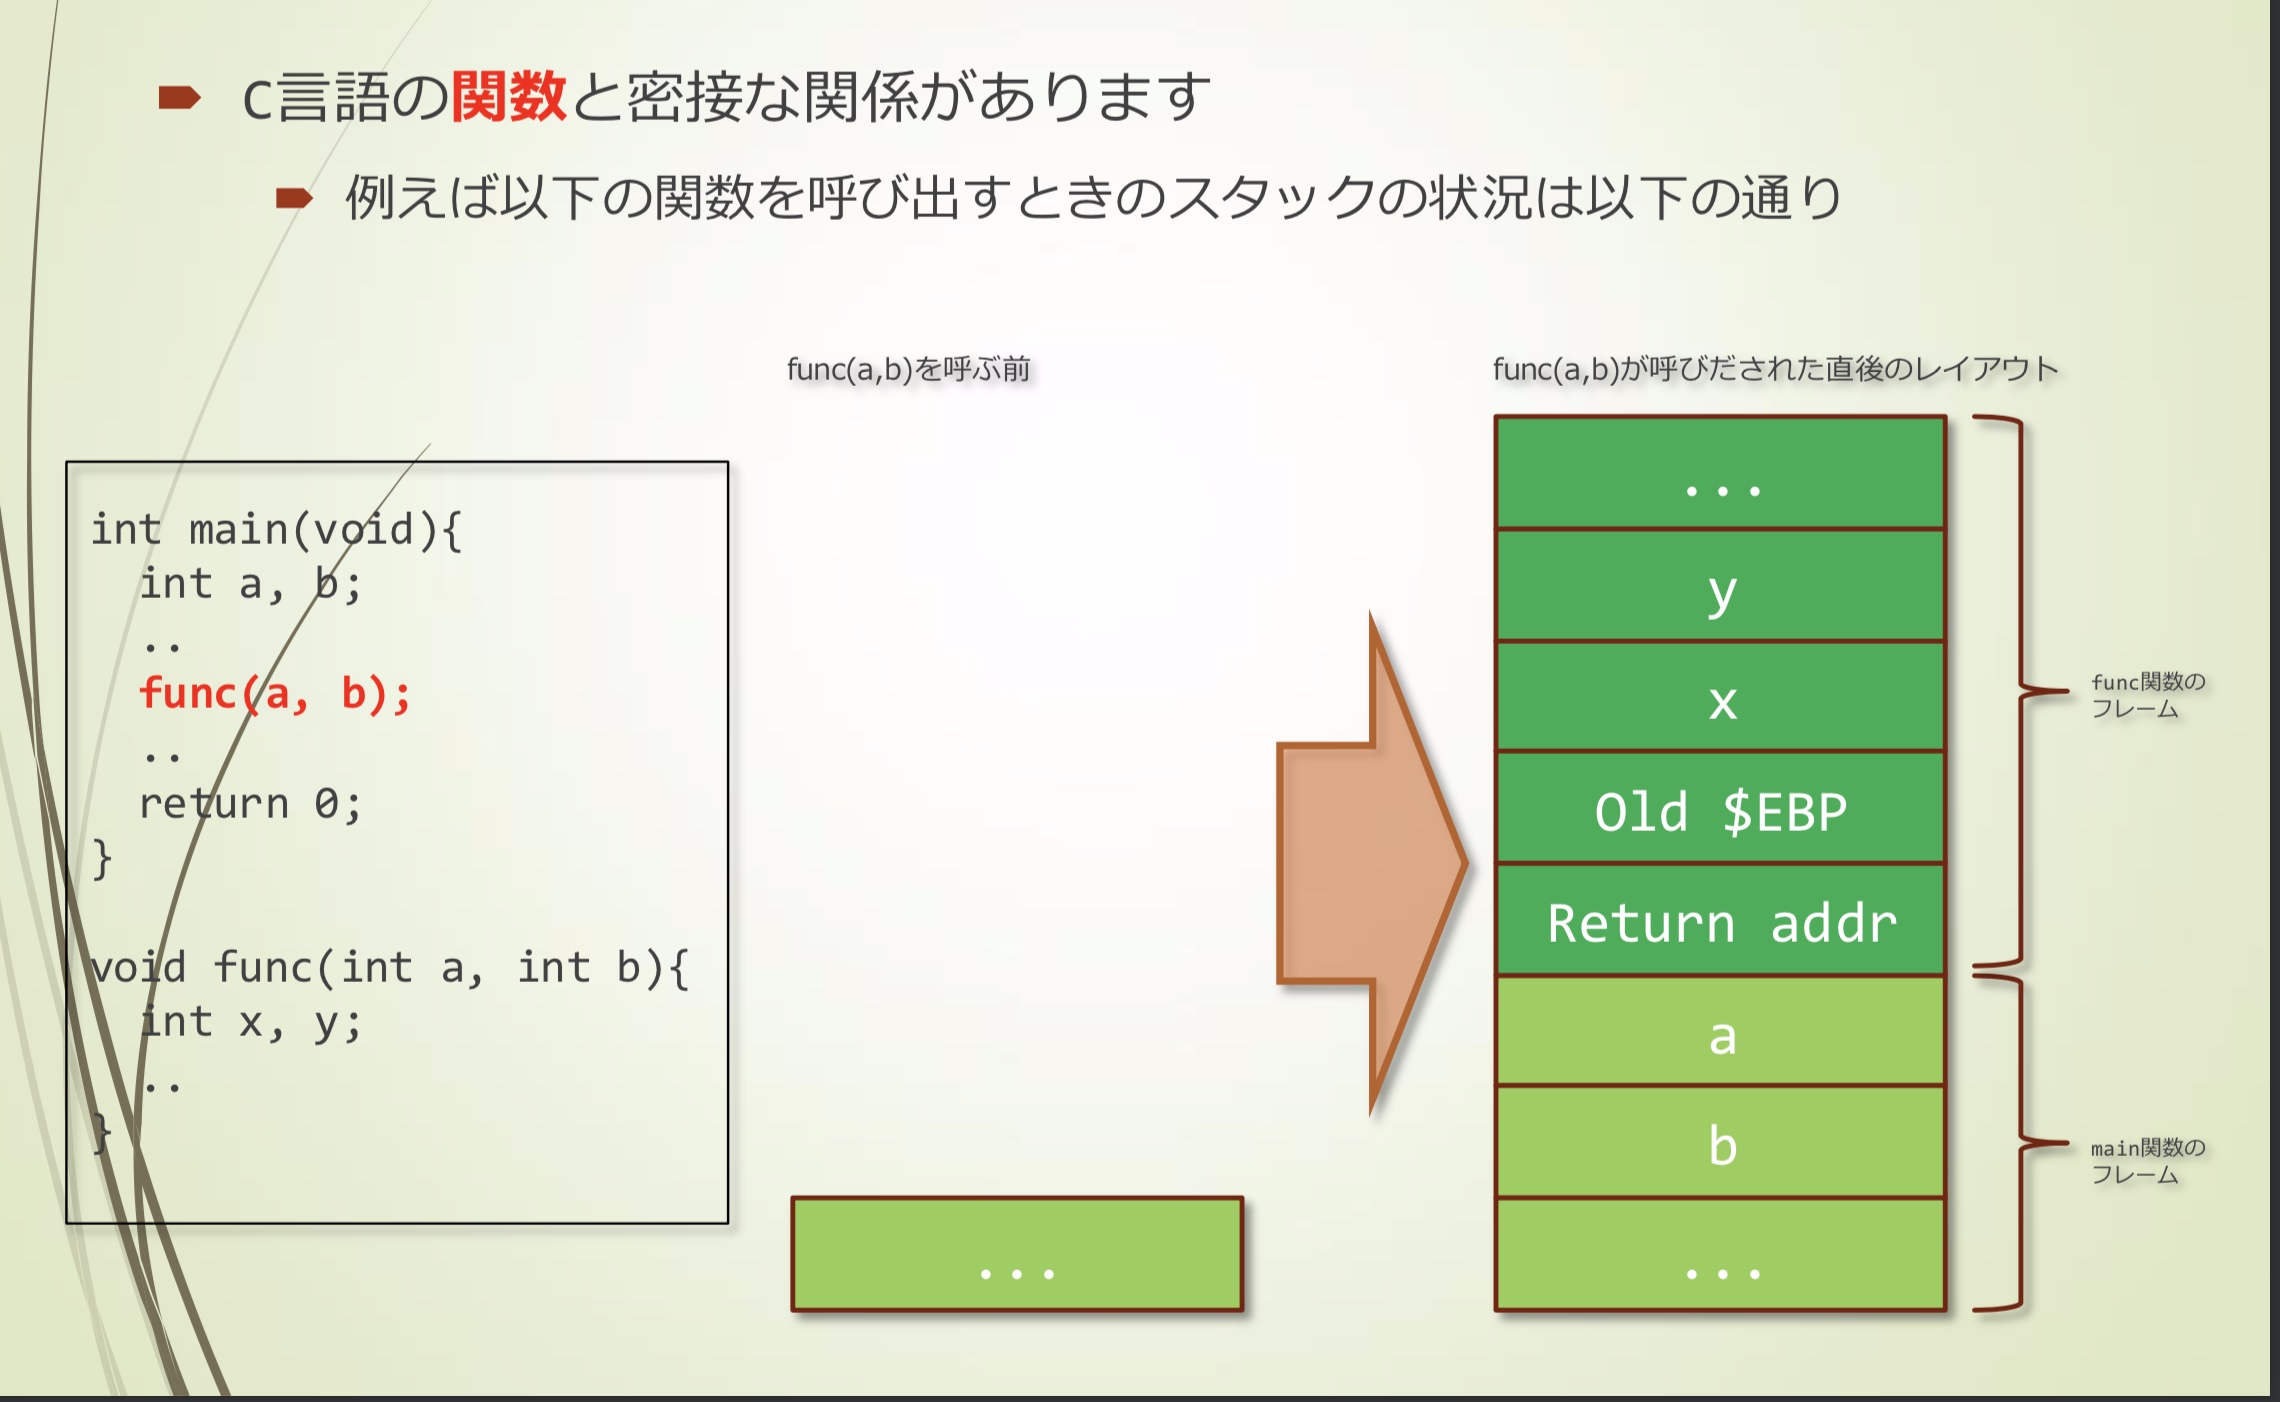 C言語の関数と密接な関係があります
例えば以下の関数を呼び出すときのスタックの状況は以下の通り
func(a,b)を呼ぶ前
func(a,b)が呼びだされた直後のレイアウト
int main(void){
int a, b;
..
func(a, b);
..
return 0;
}
void func(int a, int b){
int x, y;
..
}
...
...
y
x
Old $EBP
Return addr
a
b
...
func関数の
フレーム
main関数の
フレーム